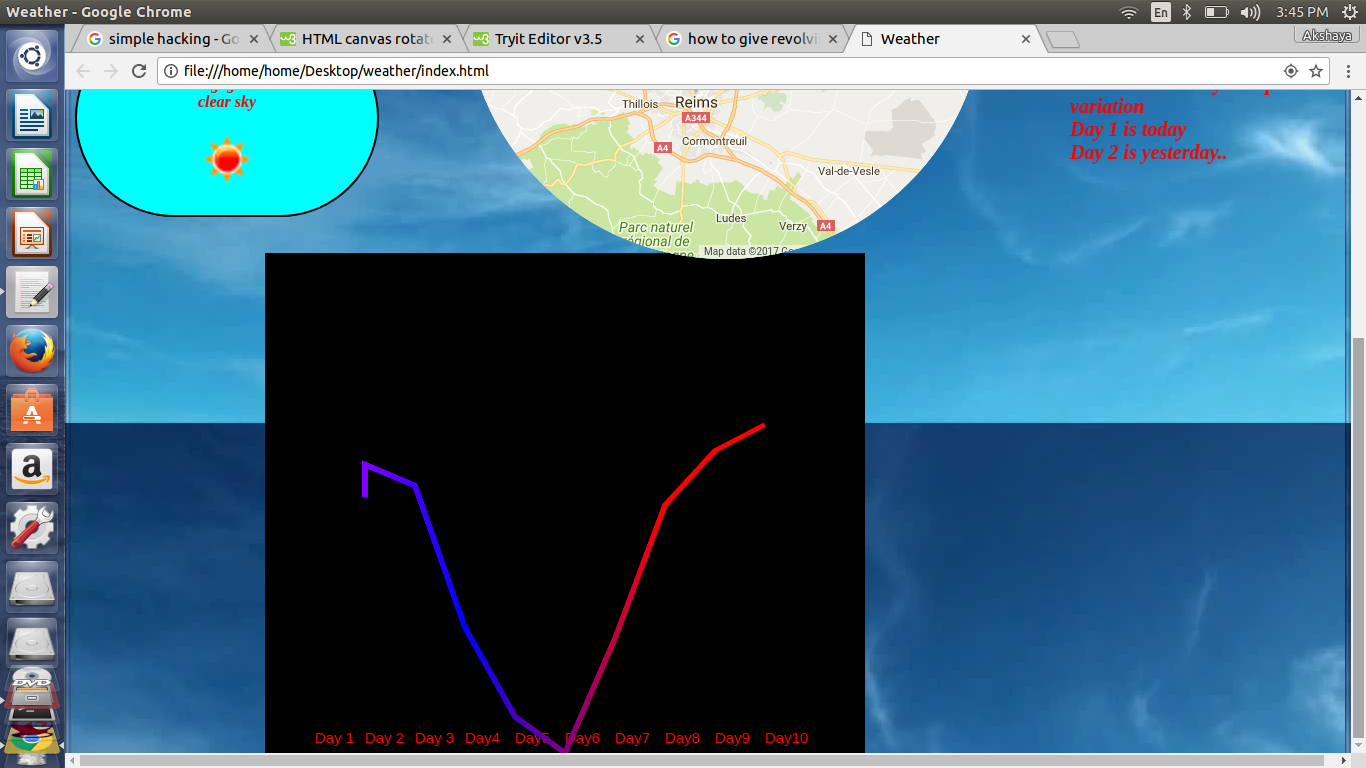 Weather - Google Chrome
En
3:45 PM
simple hacking - Go
HTML canvas rotat
Tryit Editor v3.5
how to give revolvi
Weather
Akshaya
file:///home/home/Desktop/weather/index.html
clear sky
Thillois
Reims
A344
A4
Cormontreuil
Val-de-Vesle
Ludes
Verzy
A4
Parc naturel
régional de
Map data ©2017 Go
variation
Day 1 is today
Day 2 is yesterday..
Day 1 Day 2 Day 3 Day4 Day5 Day6 Day7 Day8 Day9 Day10